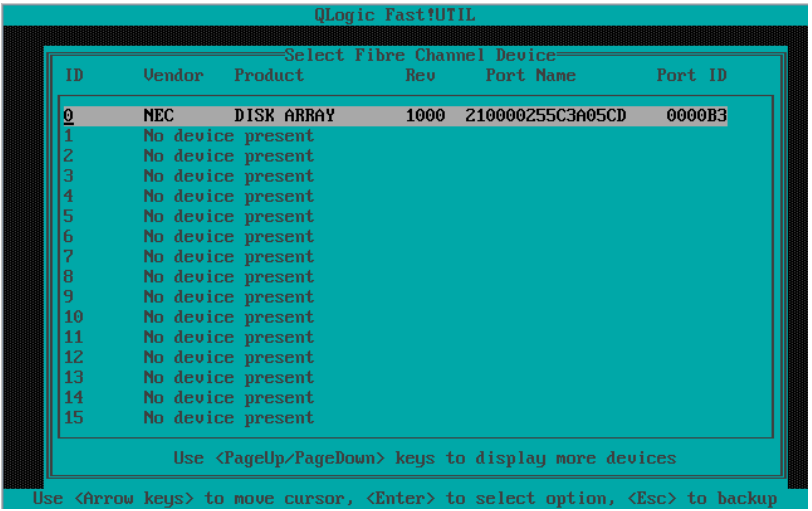 QLogic Fast!UTIL
Select Fibre Channel Device
ID Vendor Product Rev Port Name Port ID
0 NEC DISK ARRAY 1000 210000255C3A05CD 0000B3
1 No device present
2 No device present
3 No device present
4 No device present
5 No device present
6 No device present
7 No device present
8 No device present
9 No device present
10 No device present
11 No device present
12 No device present
13 No device present
14 No device present
15 No device present
Use <PageUp/PageDown> keys to display more devices
Use <Arrow keys> to move cursor, <Enter> to select option, <Esc> to backup